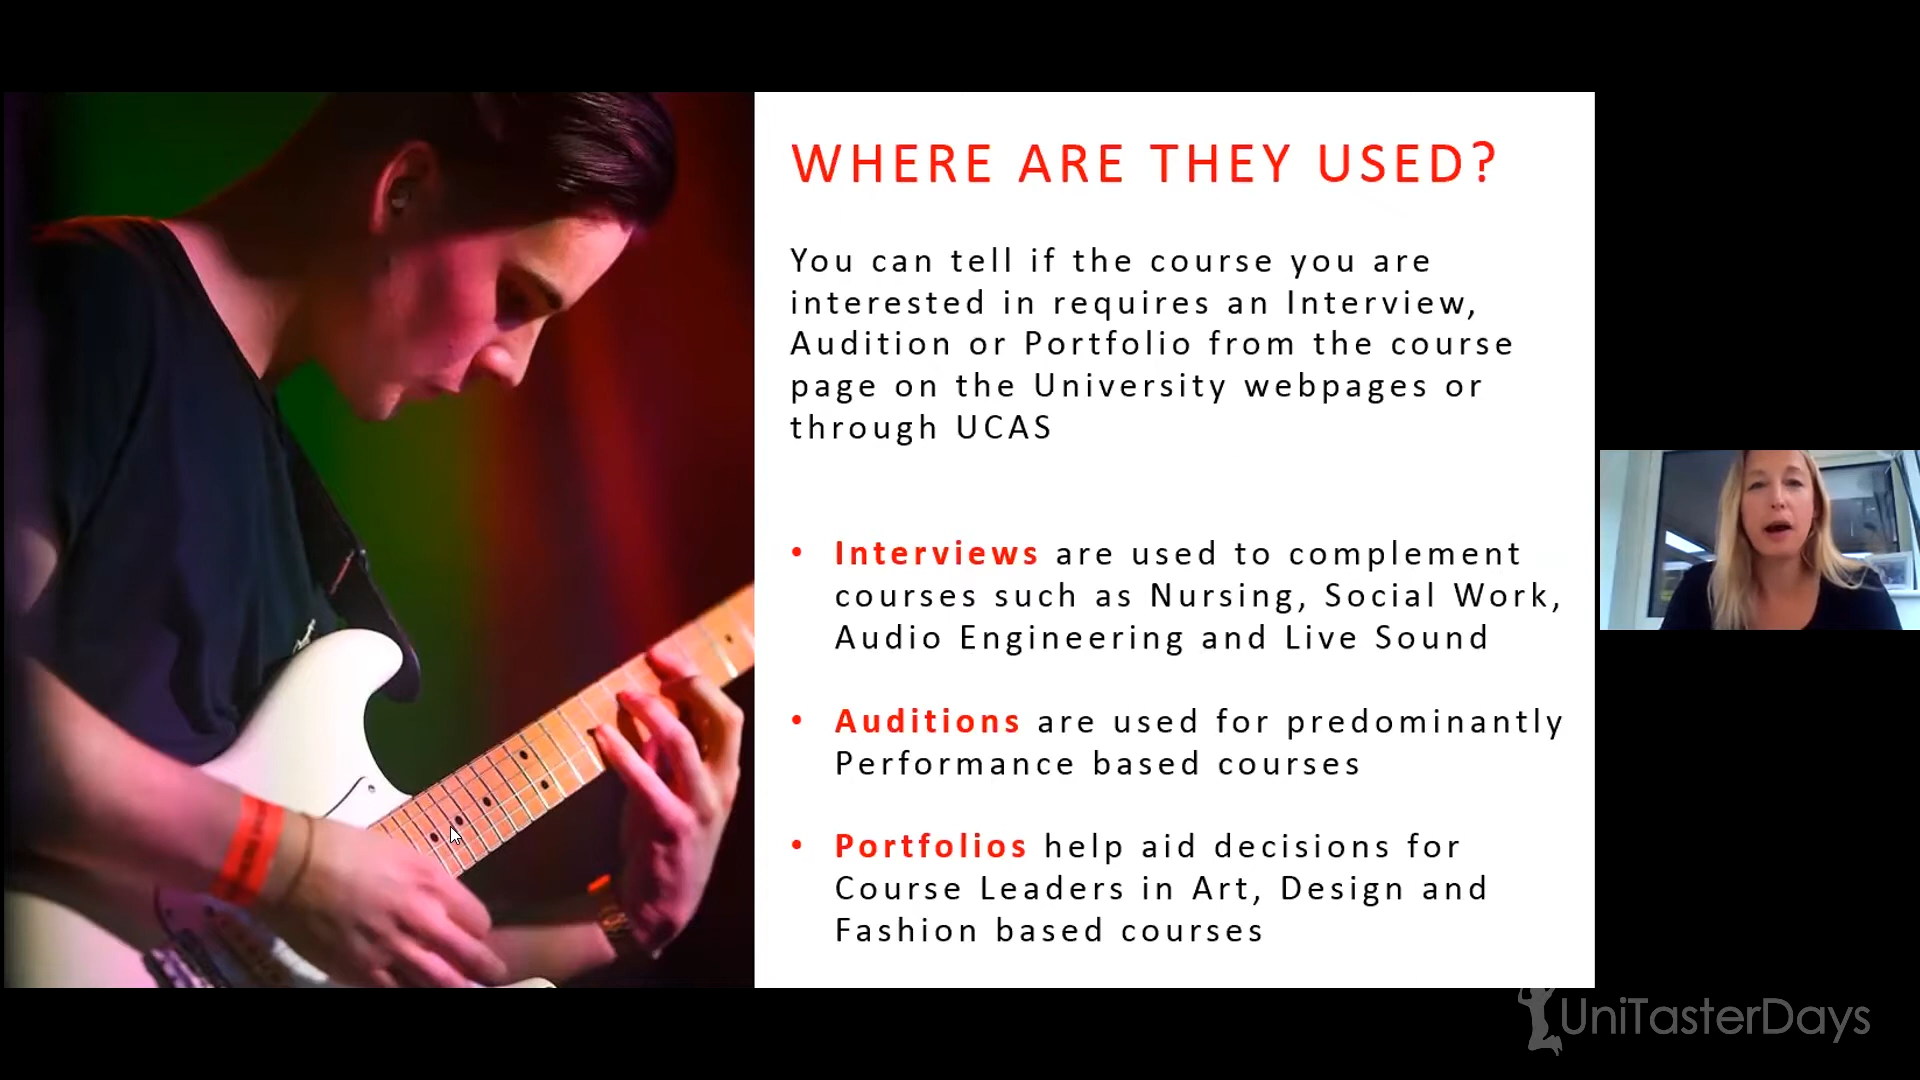 WHERE ARE THEY USED?
You can tell if the course you are
interested in requires an Interview,
Audition or Portfolio from the course
page on the University webpages or
through UCAS
• Interviews are used to complement
courses such as Nursing, Social Work,
Audio Engineering and Live Sound
• Auditions are used for predominantly
Performance based courses
• Portfolios help aid decisions for
Course Leaders in Art, Design and
Fashion based courses
UniTasterDays